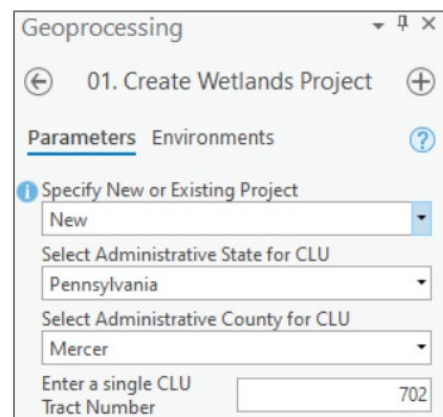 Geoprocessing
01. Create Wetlands Project
Parameters Environments
Specify New or Existing Project
New
Select Administrative State for CLU
Pennsylvania
Select Administrative County for CLU
Mercer
Enter a single CLU
Tract Number 702